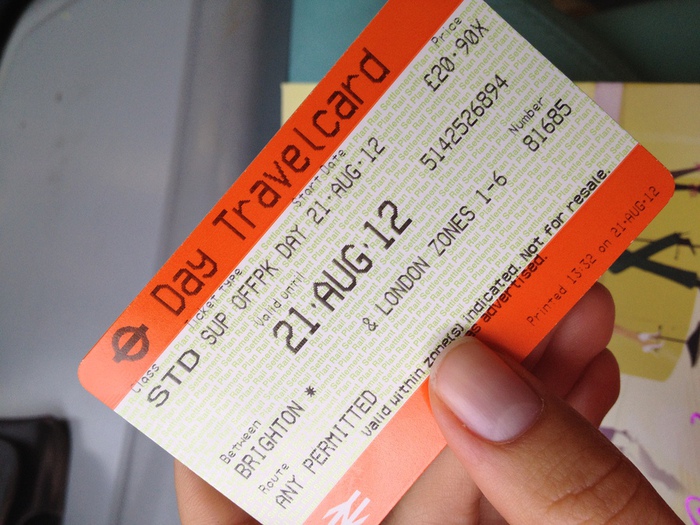 Day Travelcard
Class Ticket type Start Date Price
STD SUP OFFPK DAY 21·AUG·12 £20·90X
Valid until
21·AUG·12 5142526894
Number
81685
Between
BRIGHTON * & LONDON ZONES 1-6
Route
ANY PERMITTED
Valid within zone(s) indicated. Not for resale.
as advertised.
Printed 13:32 on 21·AUG·12